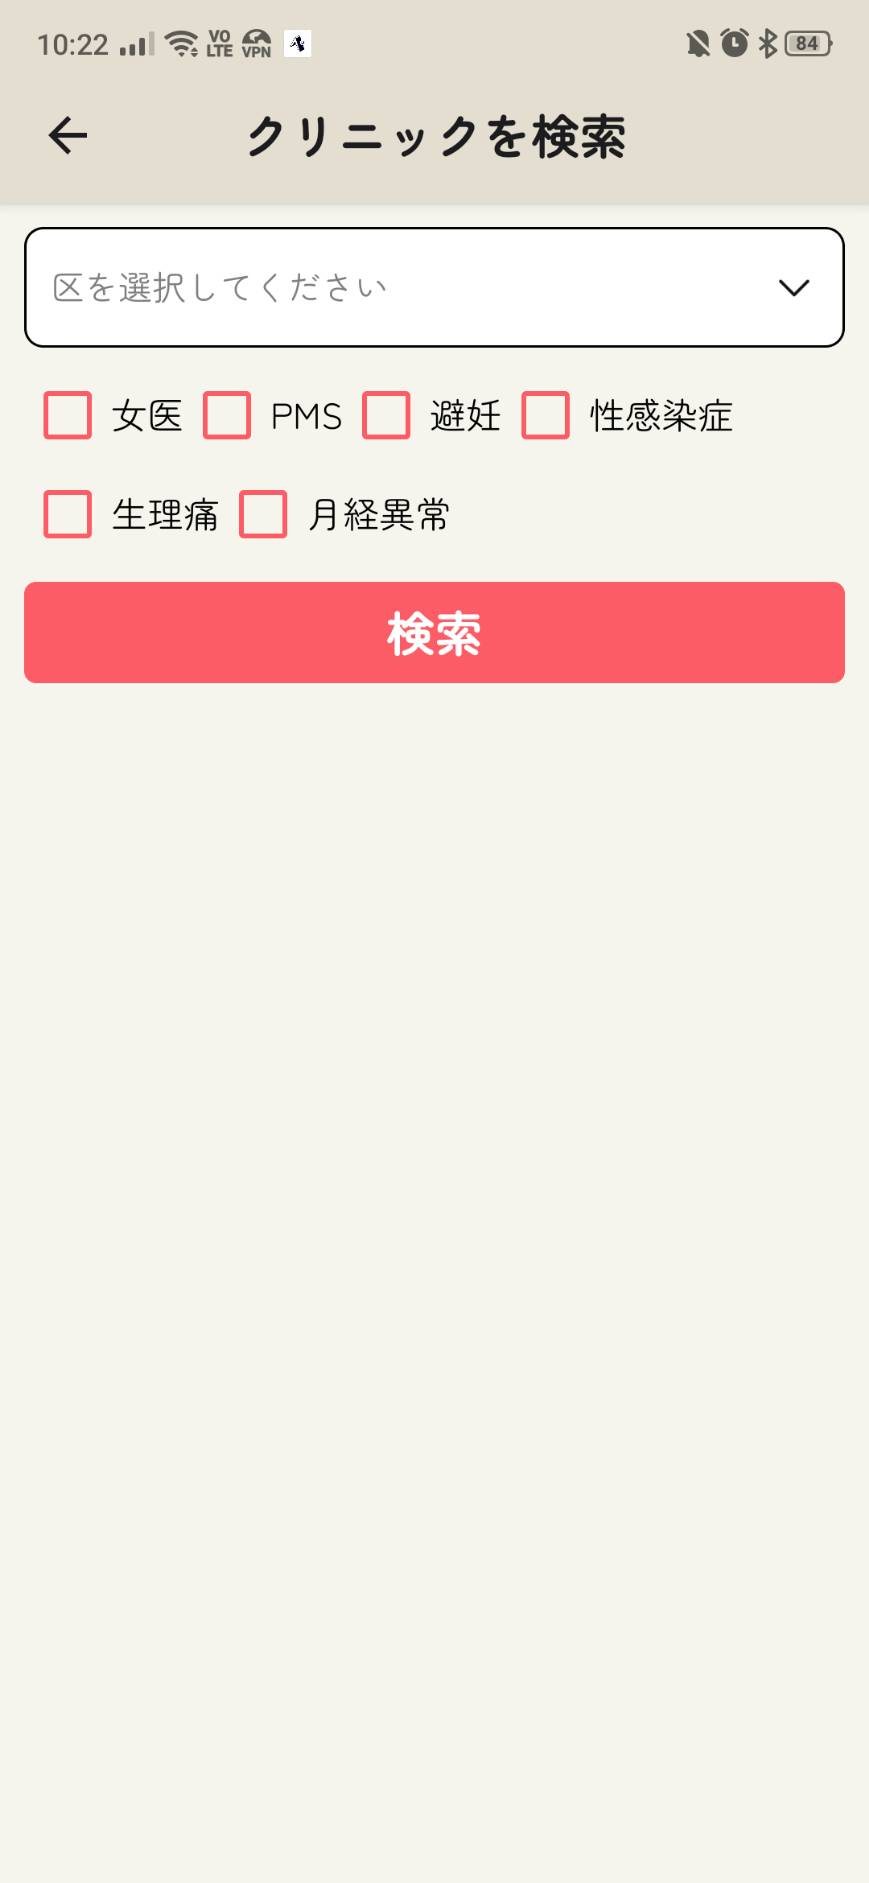 10:22 VO LTE VPN 84
クリニックを検索
区を選択してください
女医 PMS 避妊 性感染症
生理痛 月経異常
検索